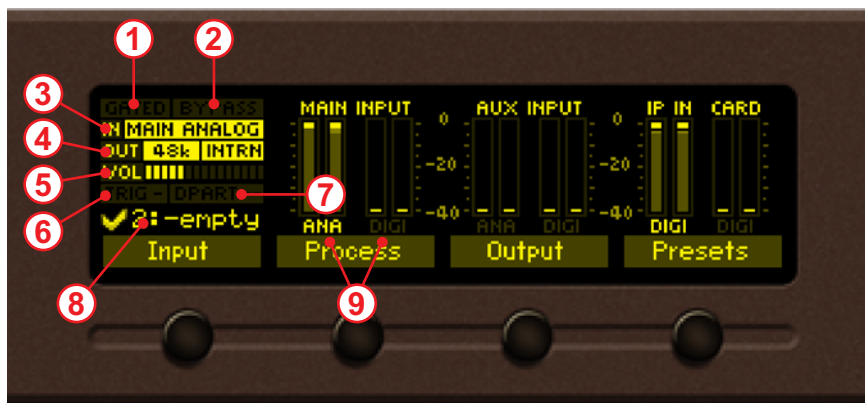 1 2
3 4 5 6 7 8 9
GATED BYPASS
IN MAIN ANALOG
OUT 48k INTRN
VOL
TRIG - DPART
2:-empty
MAIN INPUT
0
-20
-40
ANA DIGI
AUX INPUT
0
-20
-40
ANA DIGI
IP IN CARD
DIGI DIGI
Input Process Output Presets